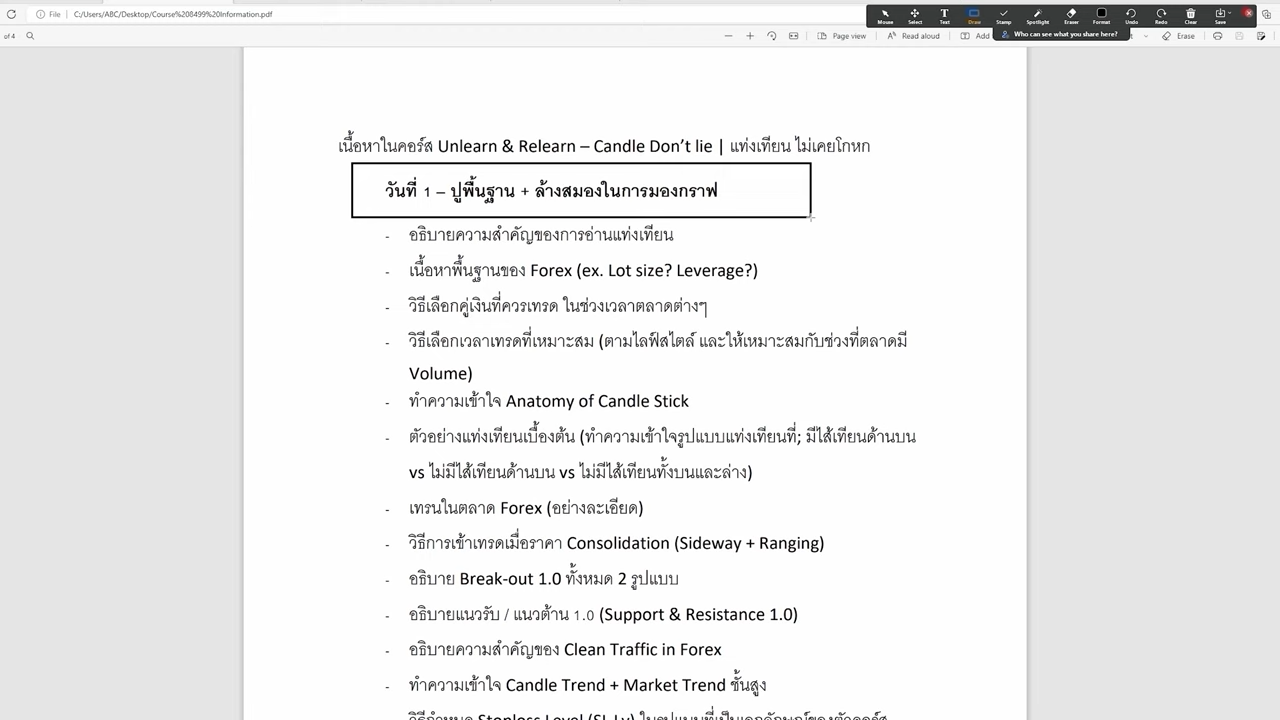 File | C:/Users/ABC/Desktop/Course%208499%20Information.pdf
Mouse Select Text Draw Stamp Spotlight Eraser Format Undo Redo Clear Save
Who can see what you share here?
of 4 Page view Read aloud Add Erase
เนื้อหาในคอร์ส Unlearn & Relearn – Candle Don’t lie | แท่งเทียน ไม่เคยโกหก
วันที่ 1 – ปูพื้นฐาน + ล้างสมองในการมองกราฟ
- อธิบายความสำคัญของการอ่านแท่งเทียน
- เนื้อหาพื้นฐานของ Forex (ex. Lot size? Leverage?)
- วิธีเลือกคู่เงินที่ควรเทรด ในช่วงเวลาตลาดต่างๆ
- วิธีเลือกเวลาเทรดที่เหมาะสม (ตามไลฟ์สไตล์ และให้เหมาะสมกับช่วงที่ตลาดมี
Volume)
- ทำความเข้าใจ Anatomy of Candle Stick
- ตัวอย่างแท่งเทียนเบื้องต้น (ทำความเข้าใจรูปแบบแท่งเทียนที่; มีไส้เทียนด้านบน
vs ไม่มีไส้เทียนด้านบน vs ไม่มีไส้เทียนทั้งบนและล่าง)
- เทรนในตลาด Forex (อย่างละเอียด)
- วิธีการเข้าเทรดเมื่อราคา Consolidation (Sideway + Ranging)
- อธิบาย Break-out 1.0 ทั้งหมด 2 รูปแบบ
- อธิบายแนวรับ / แนวต้าน 1.0 (Support & Resistance 1.0)
- อธิบายความสำคัญของ Clean Traffic in Forex
- ทำความเข้าใจ Candle Trend + Market Trend ชั้นสูง